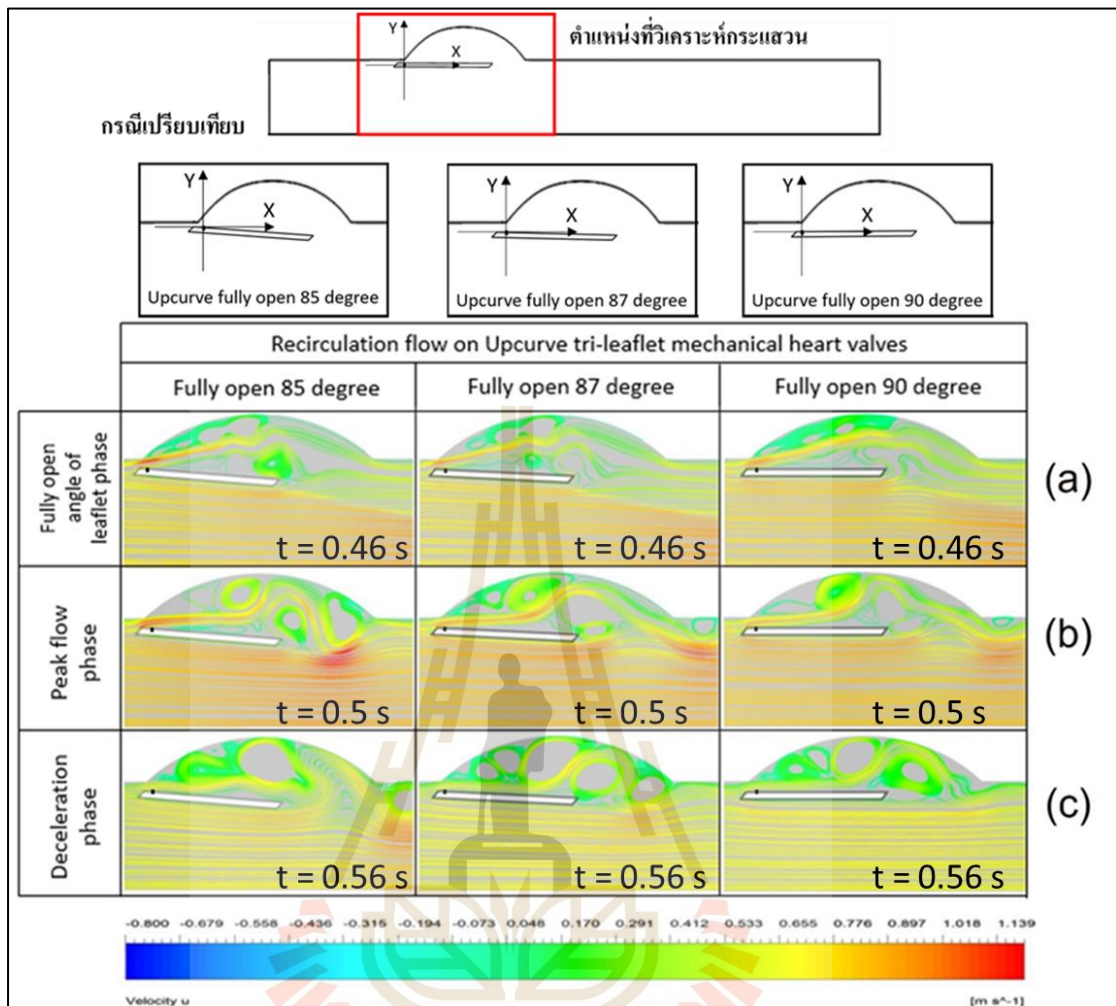 Y
ตำแหน่งที่วิเคราะห์กระแสวน
X
กรณีเปรียบเทียบ
Y
X
Upcurve fully open 85 degree
Y
X
Upcurve fully open 87 degree
Y
X
Upcurve fully open 90 degree
Recirculation flow on Upcurve tri-leaflet mechanical heart valves
Fully open 85 degree
Fully open 87 degree
Fully open 90 degree
Fully open
angle of
leaflet phase
t = 0.46 s
t = 0.46 s
t = 0.46 s
(a)
Peak flow
phase
t = 0.5 s
t = 0.5 s
t = 0.5 s
(b)
Deceleration
phase
t = 0.56 s
t = 0.56 s
t = 0.56 s
(c)
-0.800 -0.679 -0.558 -0.436 -0.315 -0.194 -0.073 0.048 0.170 0.291 0.412 0.533 0.655 0.776 0.897 1.018 1.139
Velocity u
[m s^-1]